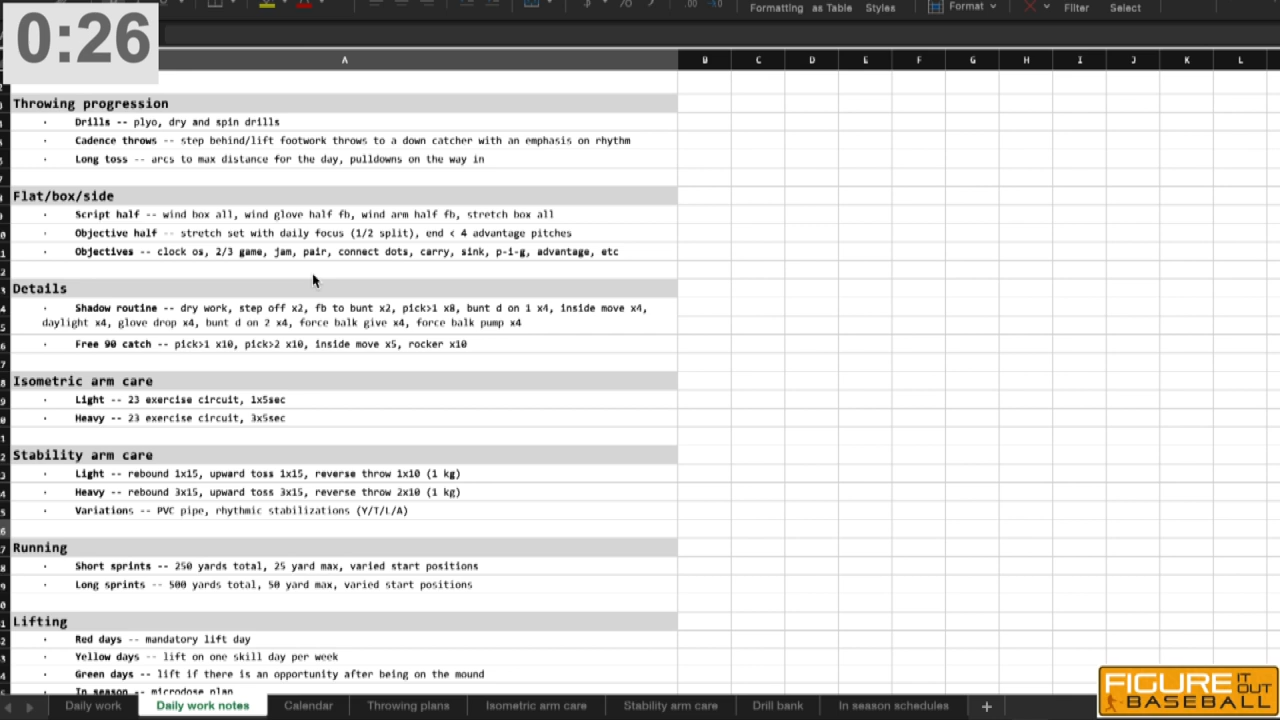 0:26
Formatting as Table Styles Format Filter Select
A B C D E F G H I J K L
Throwing progression
· Drills -- plyo, dry and spin drills
· Cadence throws -- step behind/lift footwork throws to a down catcher with an emphasis on rhythm
· Long toss -- arcs to max distance for the day, pulldowns on the way in
Flat/box/side
· Script half -- wind box all, wind glove half fb, wind arm half fb, stretch box all
· Objective half -- stretch set with daily focus (1/2 split), end < 4 advantage pitches
· Objectives -- clock os, 2/3 game, jam, pair, connect dots, carry, sink, p-i-g, advantage, etc
Details
· Shadow routine -- dry work, step off x2, fb to bunt x2, pick>1 x8, bunt d on 1 x4, inside move x4,
daylight x4, glove drop x4, bunt d on 2 x4, force balk give x4, force balk pump x4
· Free 90 catch -- pick>1 x10, pick>2 x10, inside move x5, rocker x10
Isometric arm care
· Light -- 23 exercise circuit, 1x5sec
· Heavy -- 23 exercise circuit, 3x5sec
Stability arm care
· Light -- rebound 1x15, upward toss 1x15, reverse throw 1x10 (1 kg)
· Heavy -- rebound 3x15, upward toss 3x15, reverse throw 2x10 (1 kg)
· Variations -- PVC pipe, rhythmic stabilizations (Y/T/L/A)
Running
· Short sprints -- 250 yards total, 25 yard max, varied start positions
· Long sprints -- 500 yards total, 50 yard max, varied start positions
Lifting
· Red days -- mandatory lift day
· Yellow days -- lift on one skill day per week
· Green days -- lift if there is an opportunity after being on the mound
· In season -- microdose plan
Daily work Daily work notes Calendar Throwing plans Isometric arm care Stability arm care Drill bank In season schedules +
FIGURE IT OUT BASEBALL